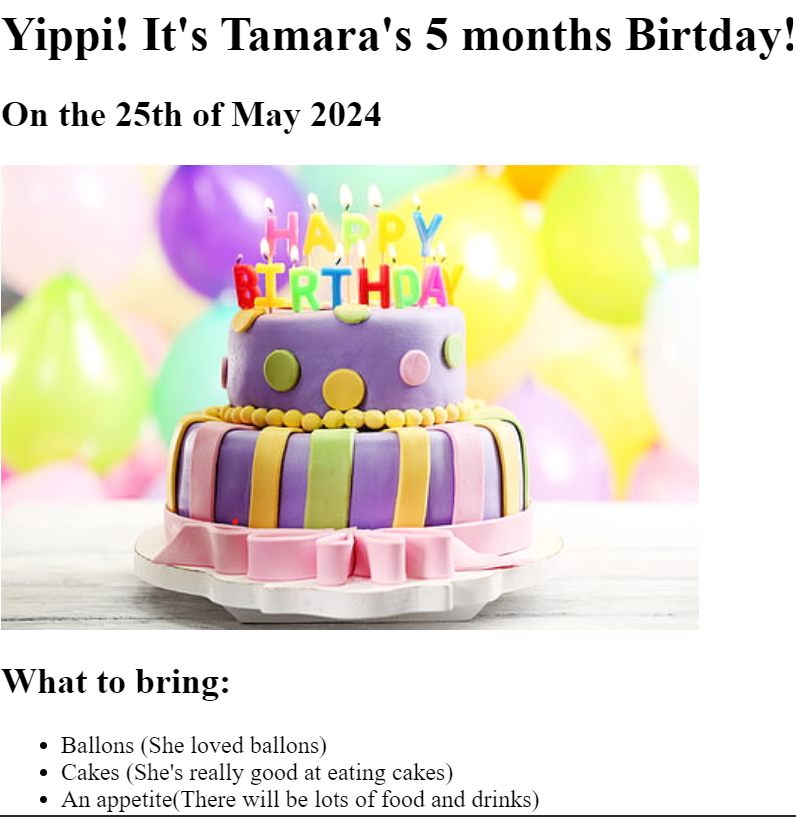 Yippi! It's Tamara's 5 months Birtday!
On the 25th of May 2024
HAPPY
BIRTHDAY
What to bring:
Ballons (She loved ballons)
Cakes (She's really good at eating cakes)
An appetite(There will be lots of food and drinks)